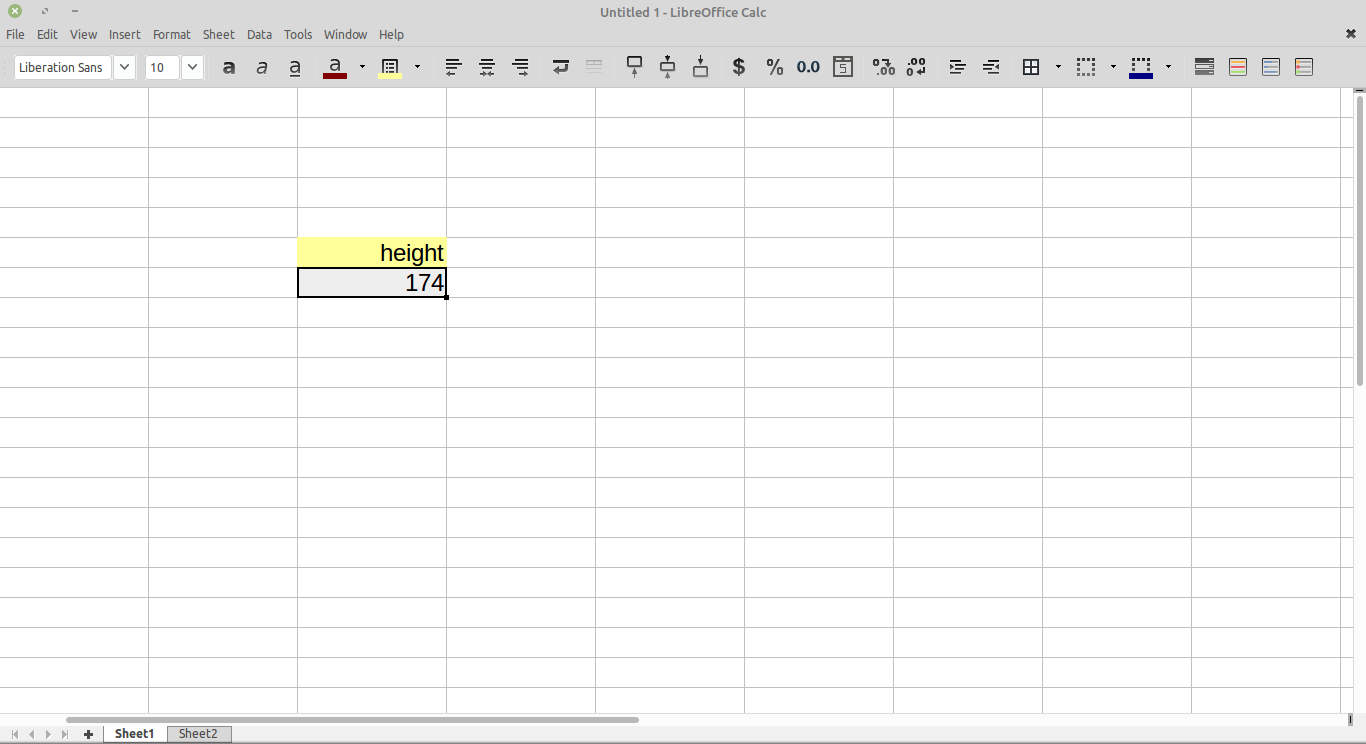 Untitled 1 - LibreOffice Calc
File Edit View Insert Format Sheet Data Tools Window Help
Liberation Sans 10 a a a a $ % 0.0
height
174
Sheet1 Sheet2